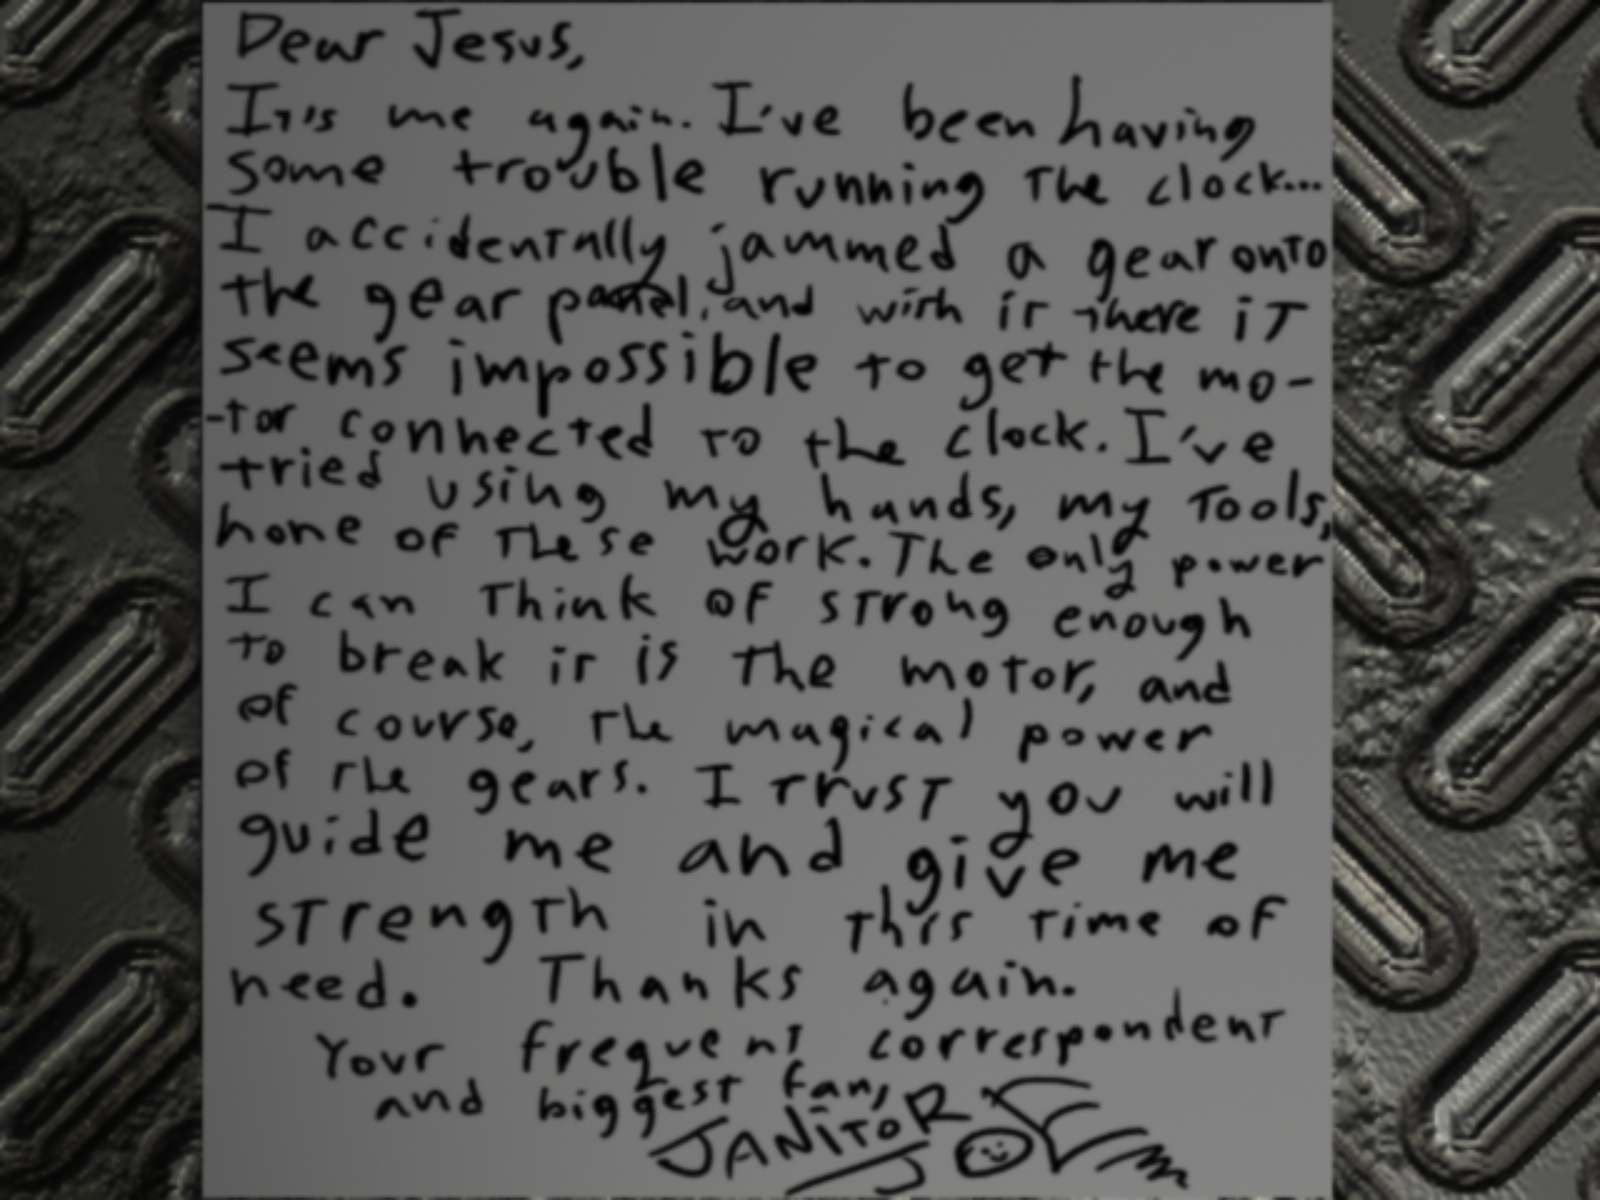 Dear Jesus,
It's me again. I've been having
some trouble running the clock...
I accidentally jammed a gear onto
the gear panel, and with it there it
seems impossible to get the mo-
-tor connected to the clock. I've
tried using my hands, my tools,
none of these work. The only power
I can think of strong enough
to break it is the motor, and
of course, the magical power
of the gears. I trust you will
guide me and give me
strength in this time of
need. Thanks again.
Your frequent correspondent
and biggest fan,
JANiToR